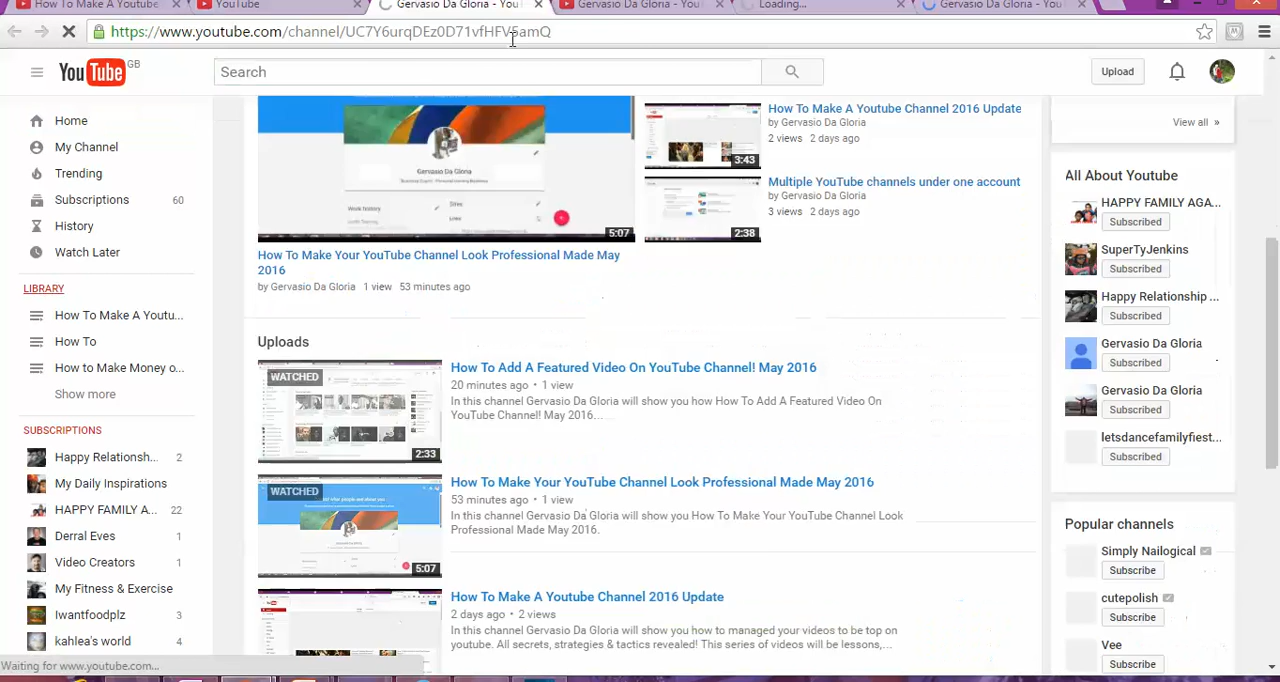 How To Make A YouTube
YouTube
Gervasio Da Gloria - You
Gervasio Da Gloria - You
Loading...
Gervasio Da Gloria - You
https://www.youtube.com/channel/UC7Y6urqDEz0D71vfHFV5amQ
YouTube GB
Search
Upload
Home
My Channel
Trending
Subscriptions 60
History
Watch Later
LIBRARY
How To Make A Youtu...
How To
How to Make Money o...
Show more
SUBSCRIPTIONS
Happy Relationsh... 2
My Daily Inspirations
HAPPY FAMILY A... 22
Derral Eves 1
Video Creators 1
My Fitness & Exercise
Iwantfoodplz 3
kahlea's world 4
Gervasio Da Gloria
Work history
Links
5:07
How To Make Your YouTube Channel Look Professional Made May
2016
by Gervasio Da Gloria 1 view 53 minutes ago
3:43
How To Make A Youtube Channel 2016 Update
by Gervasio Da Gloria
2 views 2 days ago
2:38
Multiple YouTube channels under one account
by Gervasio Da Gloria
3 views 2 days ago
Uploads
WATCHED
2:33
How To Add A Featured Video On YouTube Channel! May 2016
20 minutes ago • 1 view
In this channel Gervasio Da Gloria will show you how How To Add A Featured Video On
YouTube Channel! May 2016...
WATCHED
5:07
How To Make Your YouTube Channel Look Professional Made May 2016
53 minutes ago • 1 view
In this channel Gervasio Da Gloria will show you How To Make Your YouTube Channel Look
Professional Made May 2016.
How To Make A Youtube Channel 2016 Update
2 days ago • 2 views
In this channel Gervasio Da Gloria will show you how to managed your videos to be top on
youtube. All secrets, strategies & tactics revealed! This series of videos will be lessons,...
View all »
All About Youtube
HAPPY FAMILY AGA...
Subscribed
SuperTyJenkins
Subscribed
Happy Relationship ...
Subscribed
Gervasio Da Gloria
Subscribed
Gervasio Da Gloria
Subscribed
letsdancefamilyfiest...
Subscribed
Popular channels
Simply Nailogical
Subscribe
cutepolish
Subscribe
Vee
Subscribe
Waiting for www.youtube.com...